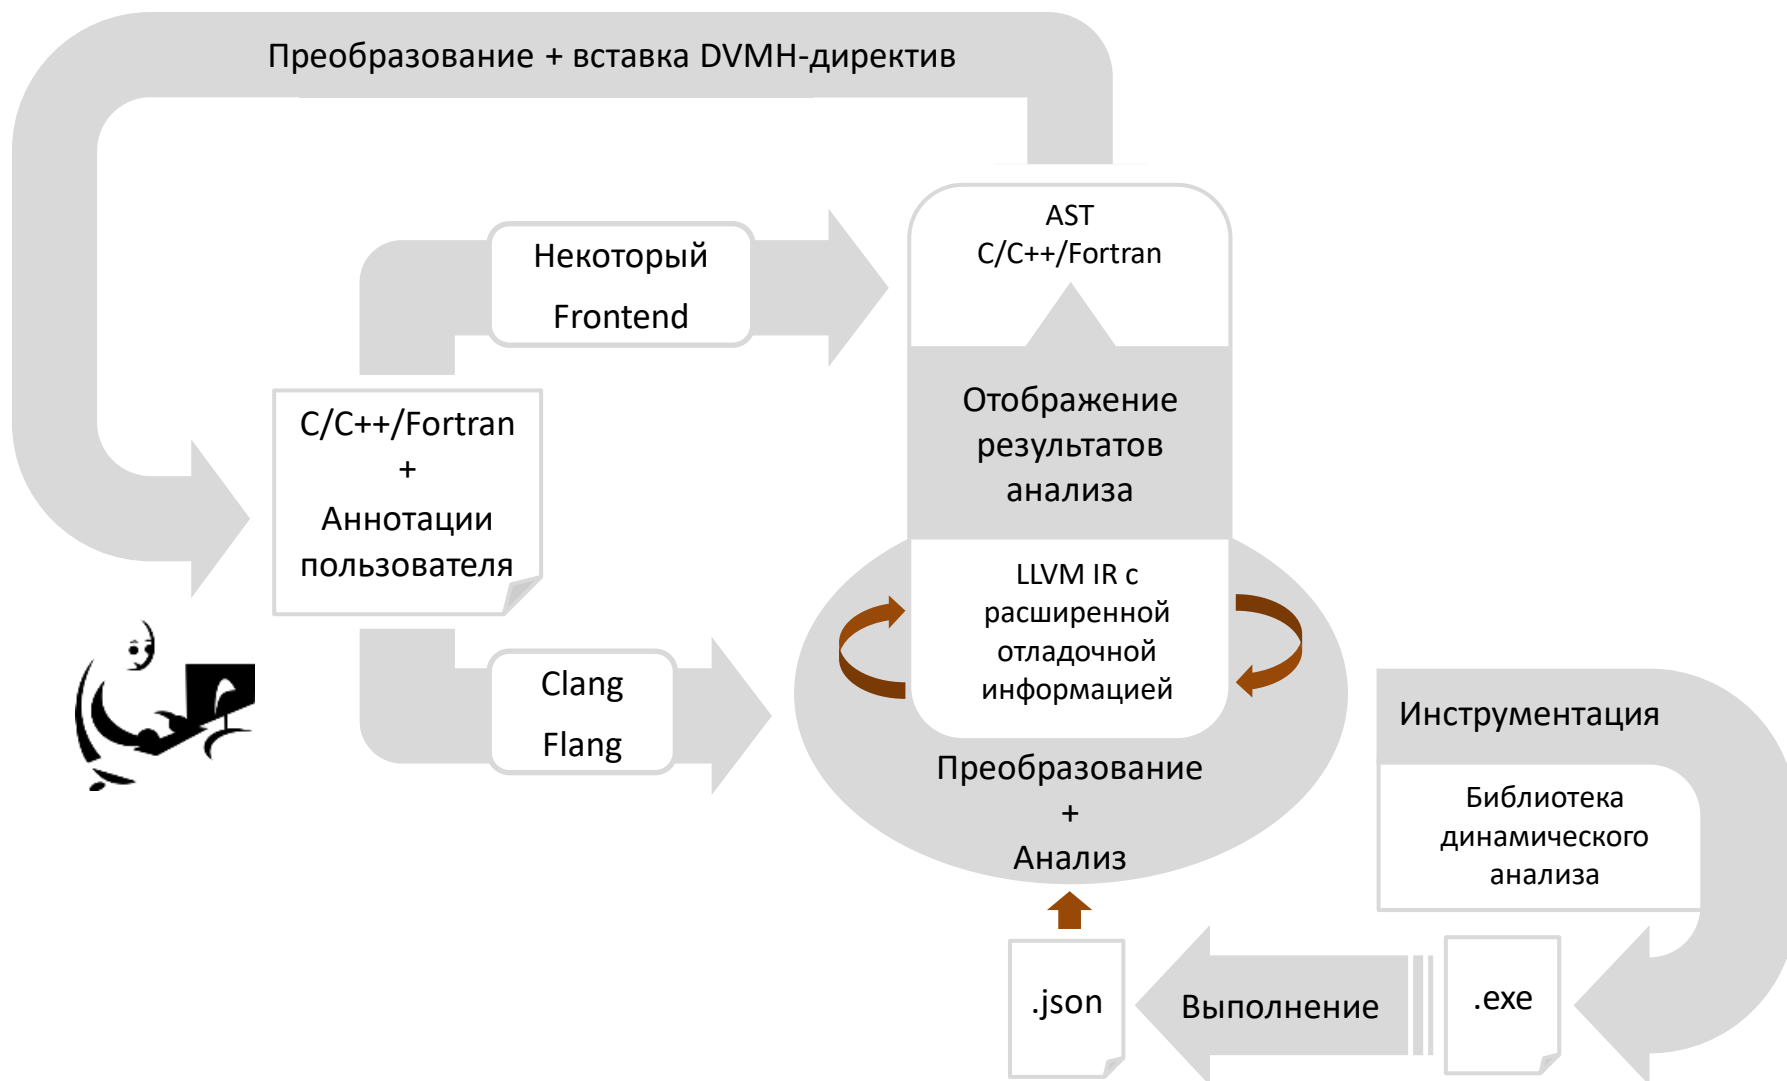 Преобразование + вставка DVMH-директив
AST
C/C++/Fortran
Некоторый
Frontend
C/C++/Fortran
+
Аннотации
пользователя
Отображение
результатов
анализа
LLVM IR с
расширенной
отладочной
информацией
Clang
Flang
Преобразование
+
Анализ
Инструментация
Библиотека
динамического
анализа
.json
Выполнение
.exe